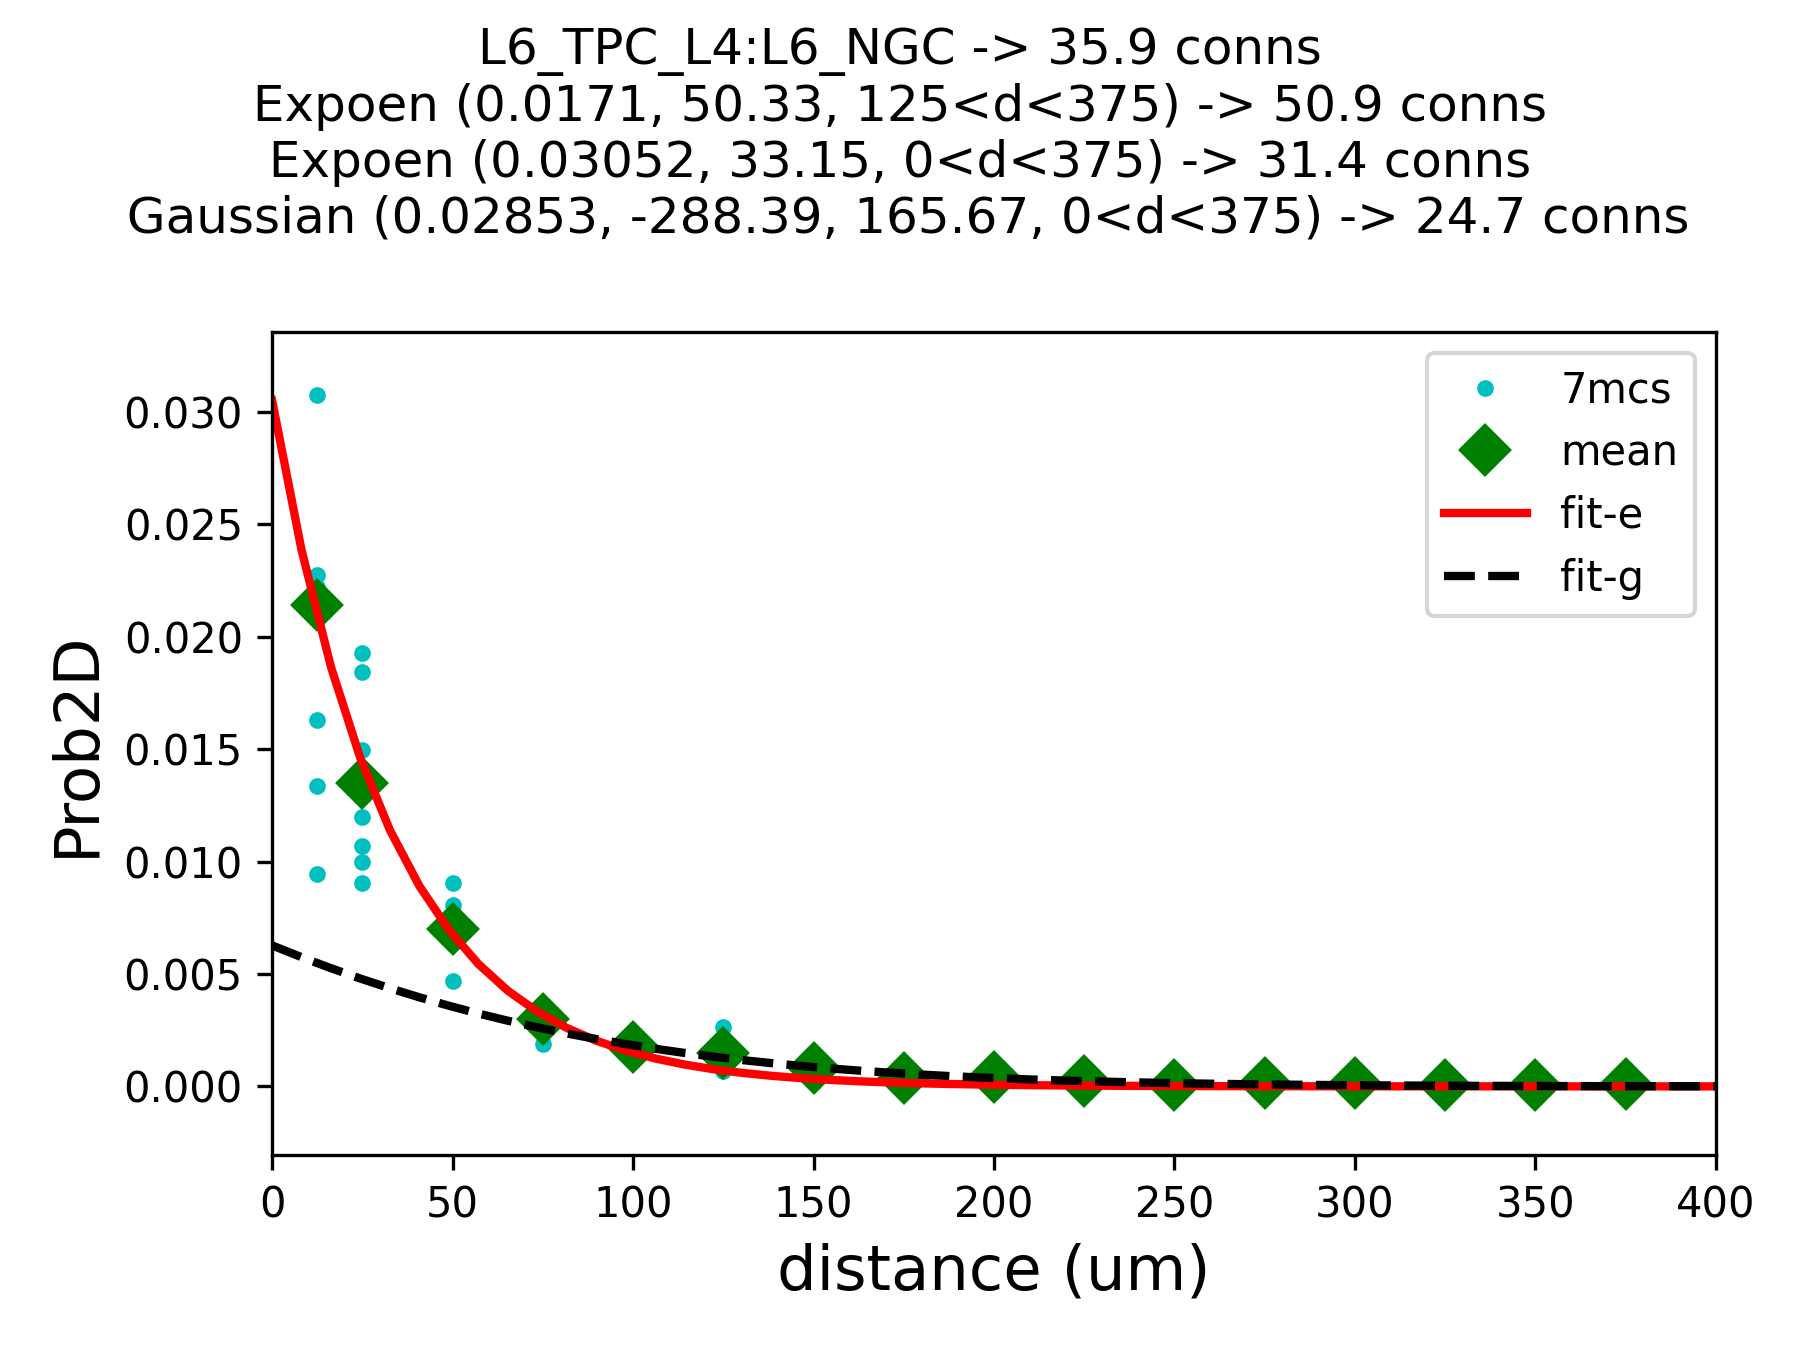 L6_TPC_L4:L6_NGC -> 35.9 conns
Expoen (0.0171, 50.33, 125<d<375) -> 50.9 conns
Expoen (0.03052, 33.15, 0<d<375) -> 31.4 conns
Gaussian (0.02853, -288.39, 165.67, 0<d<375) -> 24.7 conns
7mcs
mean
fit-e
fit-g
Prob2D
0.030
0.025
0.020
0.015
0.010
0.005
0.000
0 50 100 150 200 250 300 350 400
distance (um)